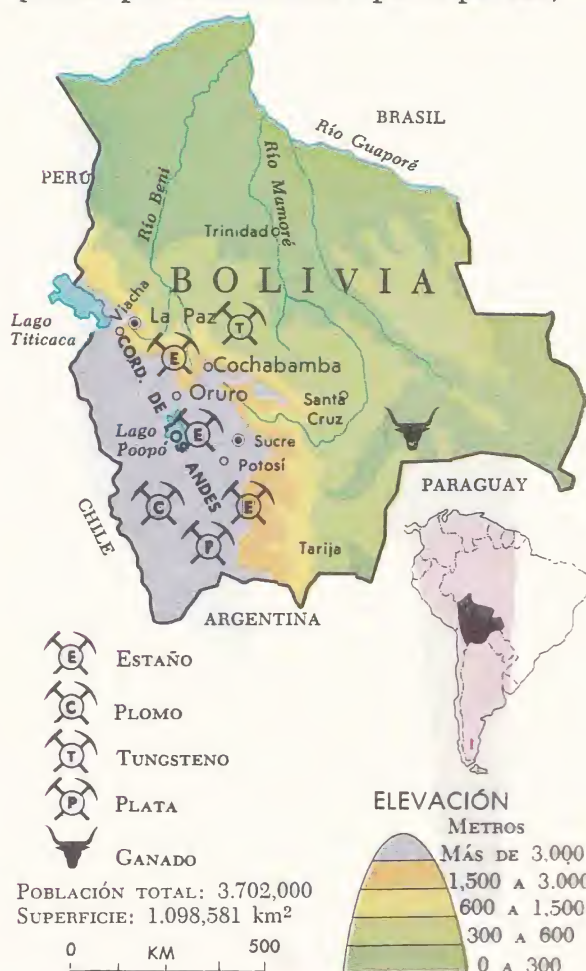 BRASIL
Río Guaporé
PERÚ
Río Beni
Río Mamoré
Trinidad
BOLIVIA
Viacha
La Paz
T
Lago
Titicaca
E
Cochabamba
CORD. DE LOS ANDES
Oruro
Santa
Cruz
Lago
Poopó
E
Sucre
Potosí
PARAGUAY
CHILE
C
E
P
Tarija
ARGENTINA
E ESTAÑO
C PLOMO
T TUNGSTENO
P PLATA
GANADO
POBLACIÓN TOTAL: 3.702,000
SUPERFICIE: 1.098,581 km²
0 KM 500
ELEVACIÓN
METROS
MÁS DE 3.000
1,500 A 3.000
600 A 1.500
300 A 600
0 A 300